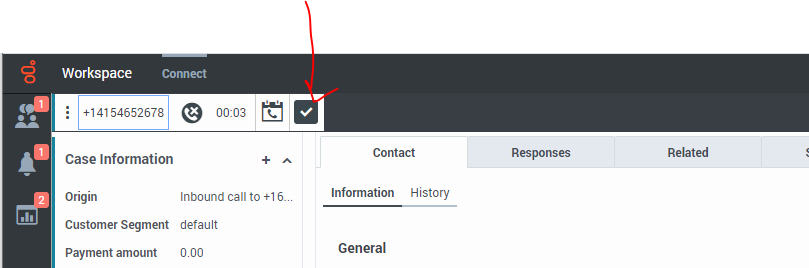 Workspace Connect
1
+14154652678 00:03
Case Information Contact Responses Related
1
Origin Inbound call to +16... Information History
2
Customer Segment default
Payment amount 0.00 General